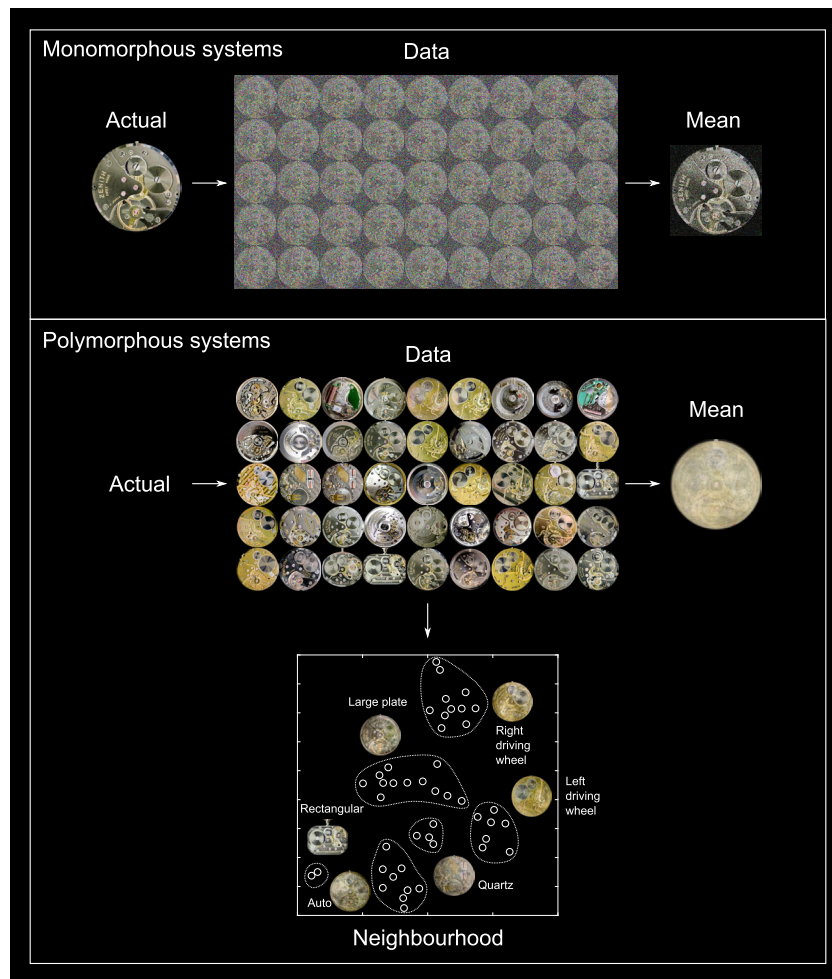 Monomorphous systems
Data
Actual
Mean
ZENITH
Polymorphous systems
Data
Mean
Actual
Large plate
Right
driving
wheel
Left
driving
wheel
Rectangular
Quartz
Auto
Neighbourhood